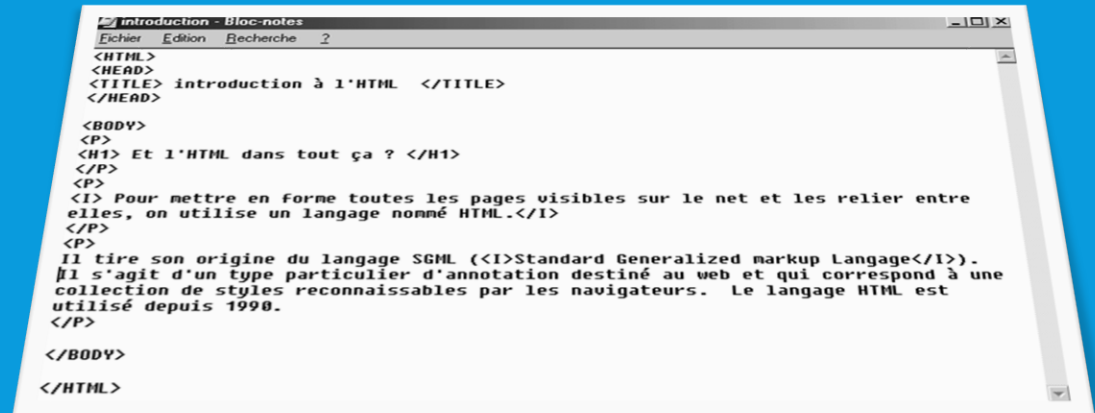 introduction - Bloc-notes
Fichier Edition Recherche ?
<HTML>
<HEAD>
<TITLE> introduction à l'HTML </TITLE>
</HEAD>
<BODY>
<P>
<H1> Et l'HTML dans tout ça ? </H1>
</P>
<P>
<I> Pour mettre en forme toutes les pages visibles sur le net et les relier entre
elles, on utilise un langage nommé HTML.</I>
</P>
<P>
Il tire son origine du langage SGML (<I>Standard Generalized markup Langage</I>).
Il s'agit d'un type particulier d'annotation destiné au web et qui correspond à une
collection de styles reconnaissables par les navigateurs. Le langage HTML est
utilisé depuis 1990.
</P>
</BODY>
</HTML>